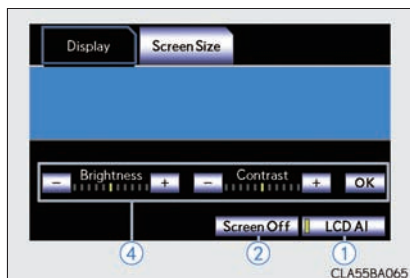 Display Screen Size
− Brightness + − Contrast + OK
Screen Off LCD AI
4 2 1
CLA55BA065